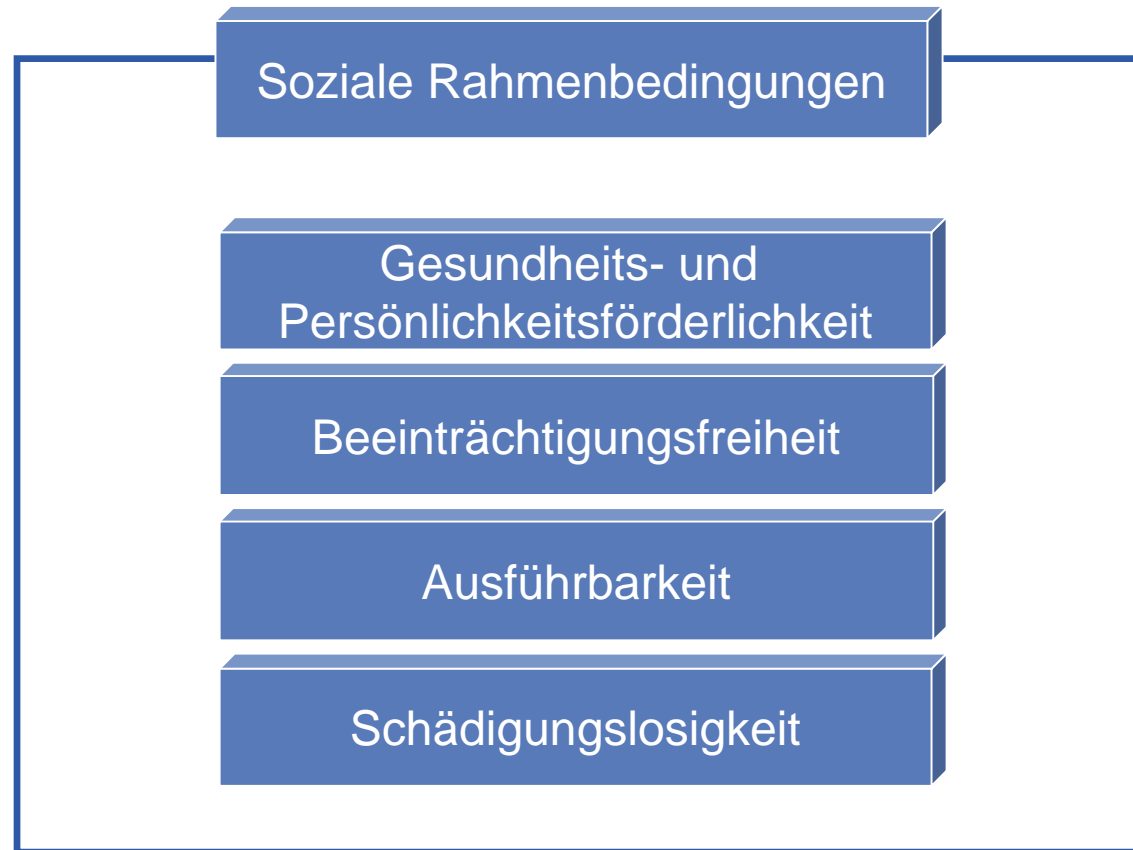 Soziale Rahmenbedingungen
Gesundheits- und
Persönlichkeitsförderlichkeit
Beeinträchtigungsfreiheit
Ausführbarkeit
Schädigungslosigkeit